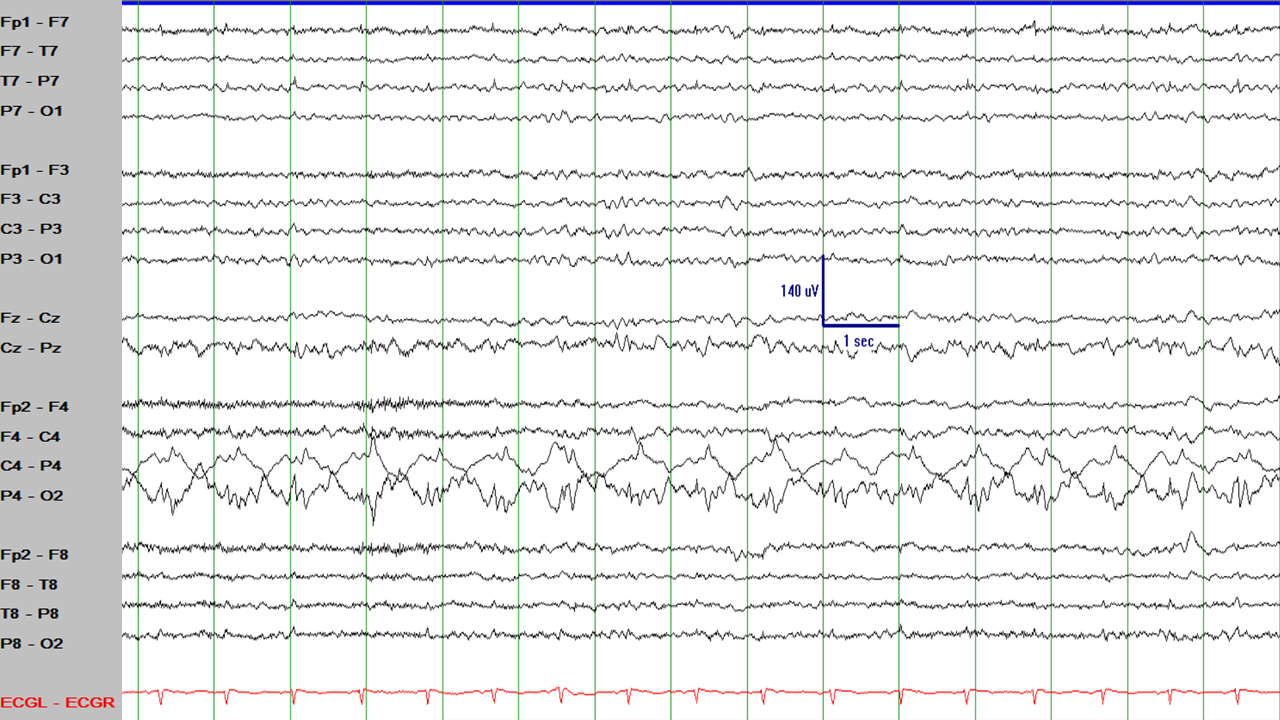 Fp1 - F7
F7 - T7
T7 - P7
P7 - O1
Fp1 - F3
F3 - C3
C3 - P3
P3 - O1
140 uV
Fz - Cz
1 sec
Cz - Pz
Fp2 - F4
F4 - C4
C4 - P4
P4 - O2
Fp2 - F8
F8 - T8
T8 - P8
P8 - O2
ECGL - ECGR